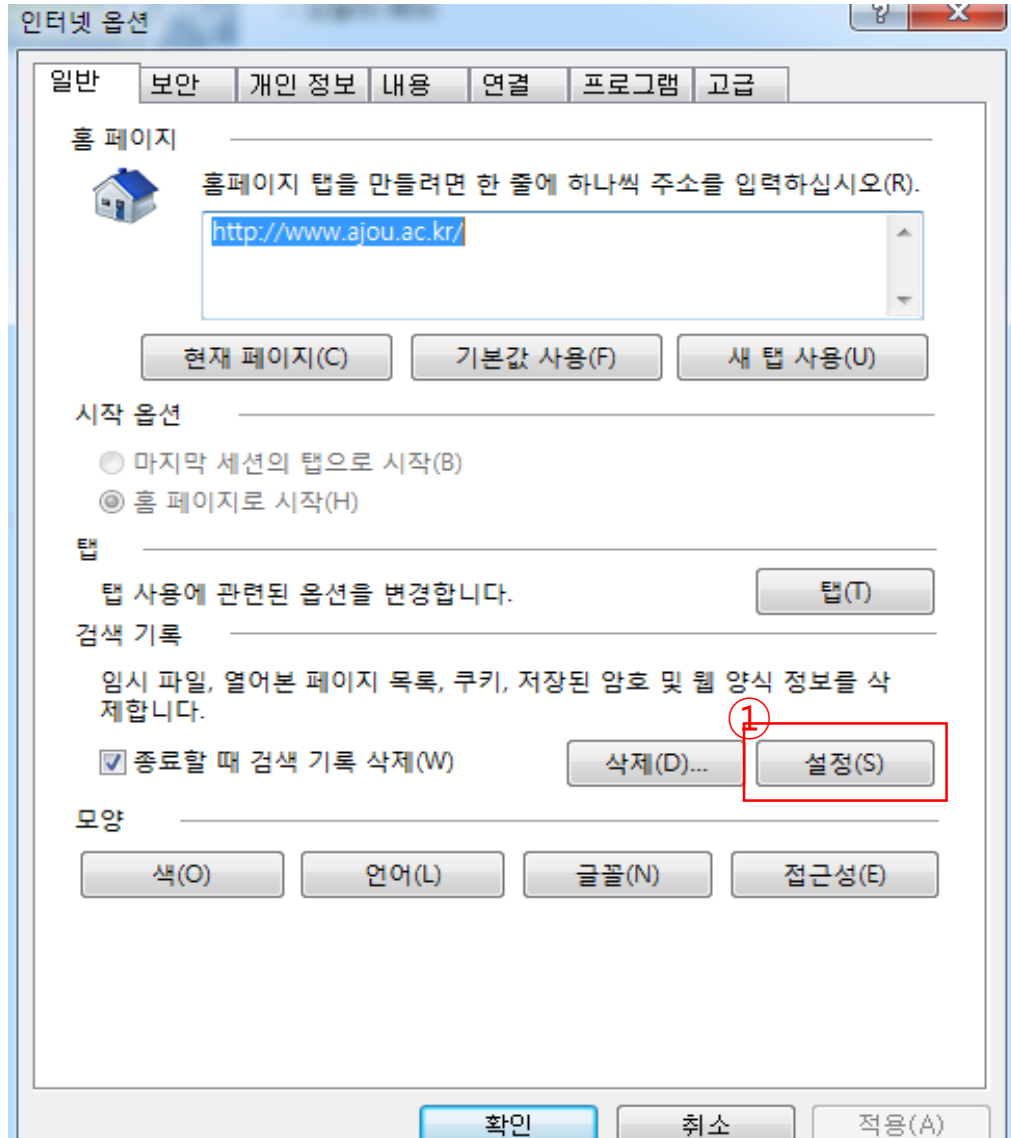 인터넷 옵션
일반 보안 개인 정보 내용 연결 프로그램 고급
홈 페이지
홈페이지 탭을 만들려면 한 줄에 하나씩 주소를 입력하십시오(R).
http://www.ajou.ac.kr/
현재 페이지(C) 기본값 사용(F) 새 탭 사용(U)
시작 옵션
마지막 세션의 탭으로 시작(B)
홈 페이지로 시작(H)
탭
탭 사용에 관련된 옵션을 변경합니다. 탭(T)
검색 기록
임시 파일, 열어본 페이지 목록, 쿠키, 저장된 암호 및 웹 양식 정보를 삭
제합니다.
①
종료할 때 검색 기록 삭제(W) 삭제(D)... 설정(S)
모양
색(O) 언어(L) 글꼴(N) 접근성(E)
확인 취소 적용(A)